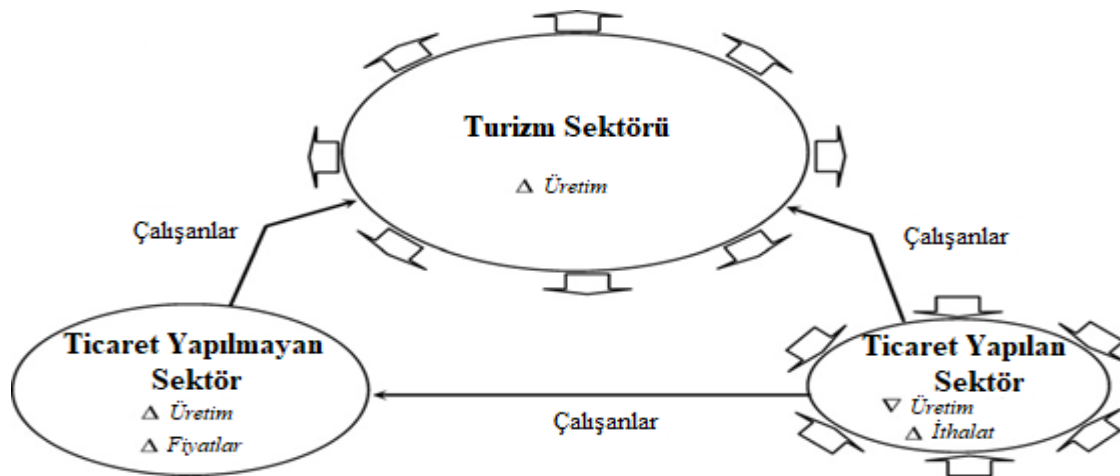 Turizm Sektörü
△ Üretim
Çalışanlar
Çalışanlar
Ticaret Yapılmayan
Sektör
△ Üretim
△ Fiyatlar
Çalışanlar
Ticaret Yapılan
Sektör
▽ Üretim
△ İthalat